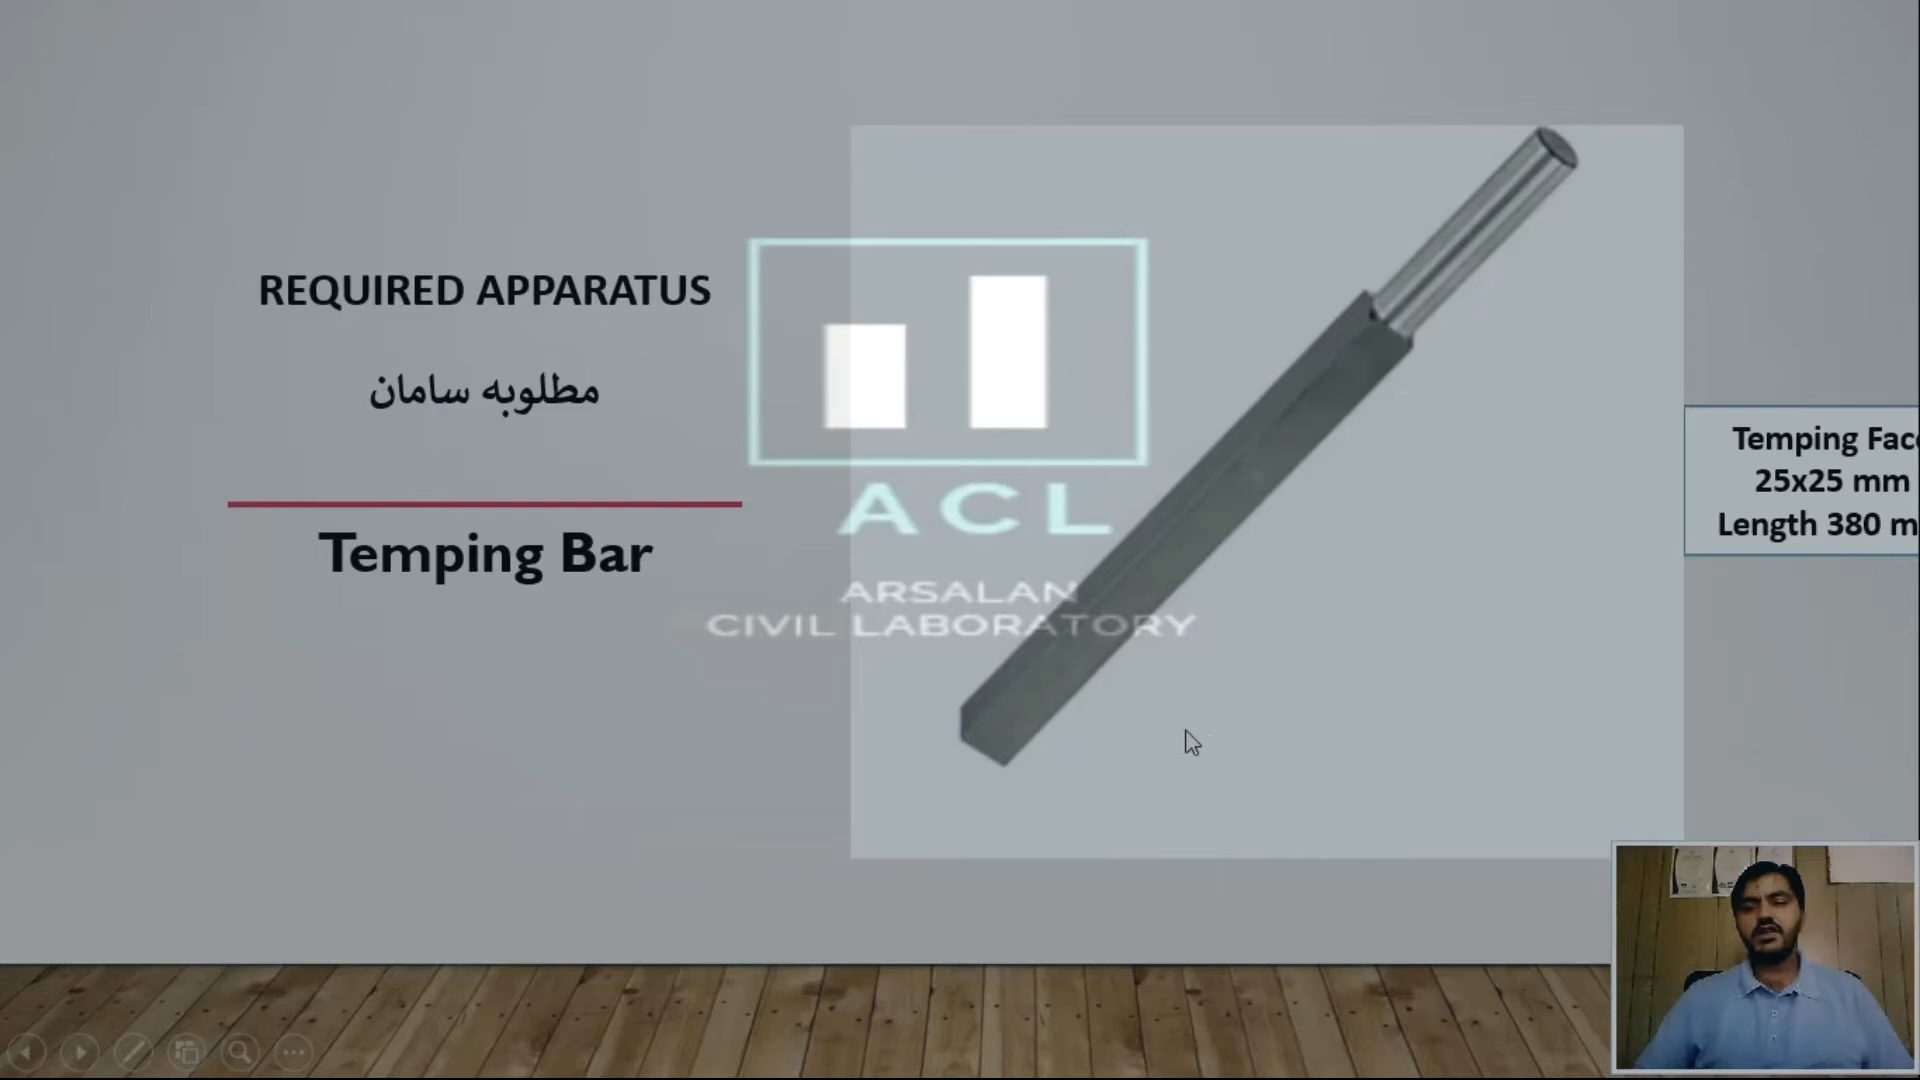 REQUIRED APPARATUS
مطلوبه سامان
Temping Bar
ACL
ARSALAN
CIVIL LABORATORY
Temping Fac
25x25 mm
Length 380 m